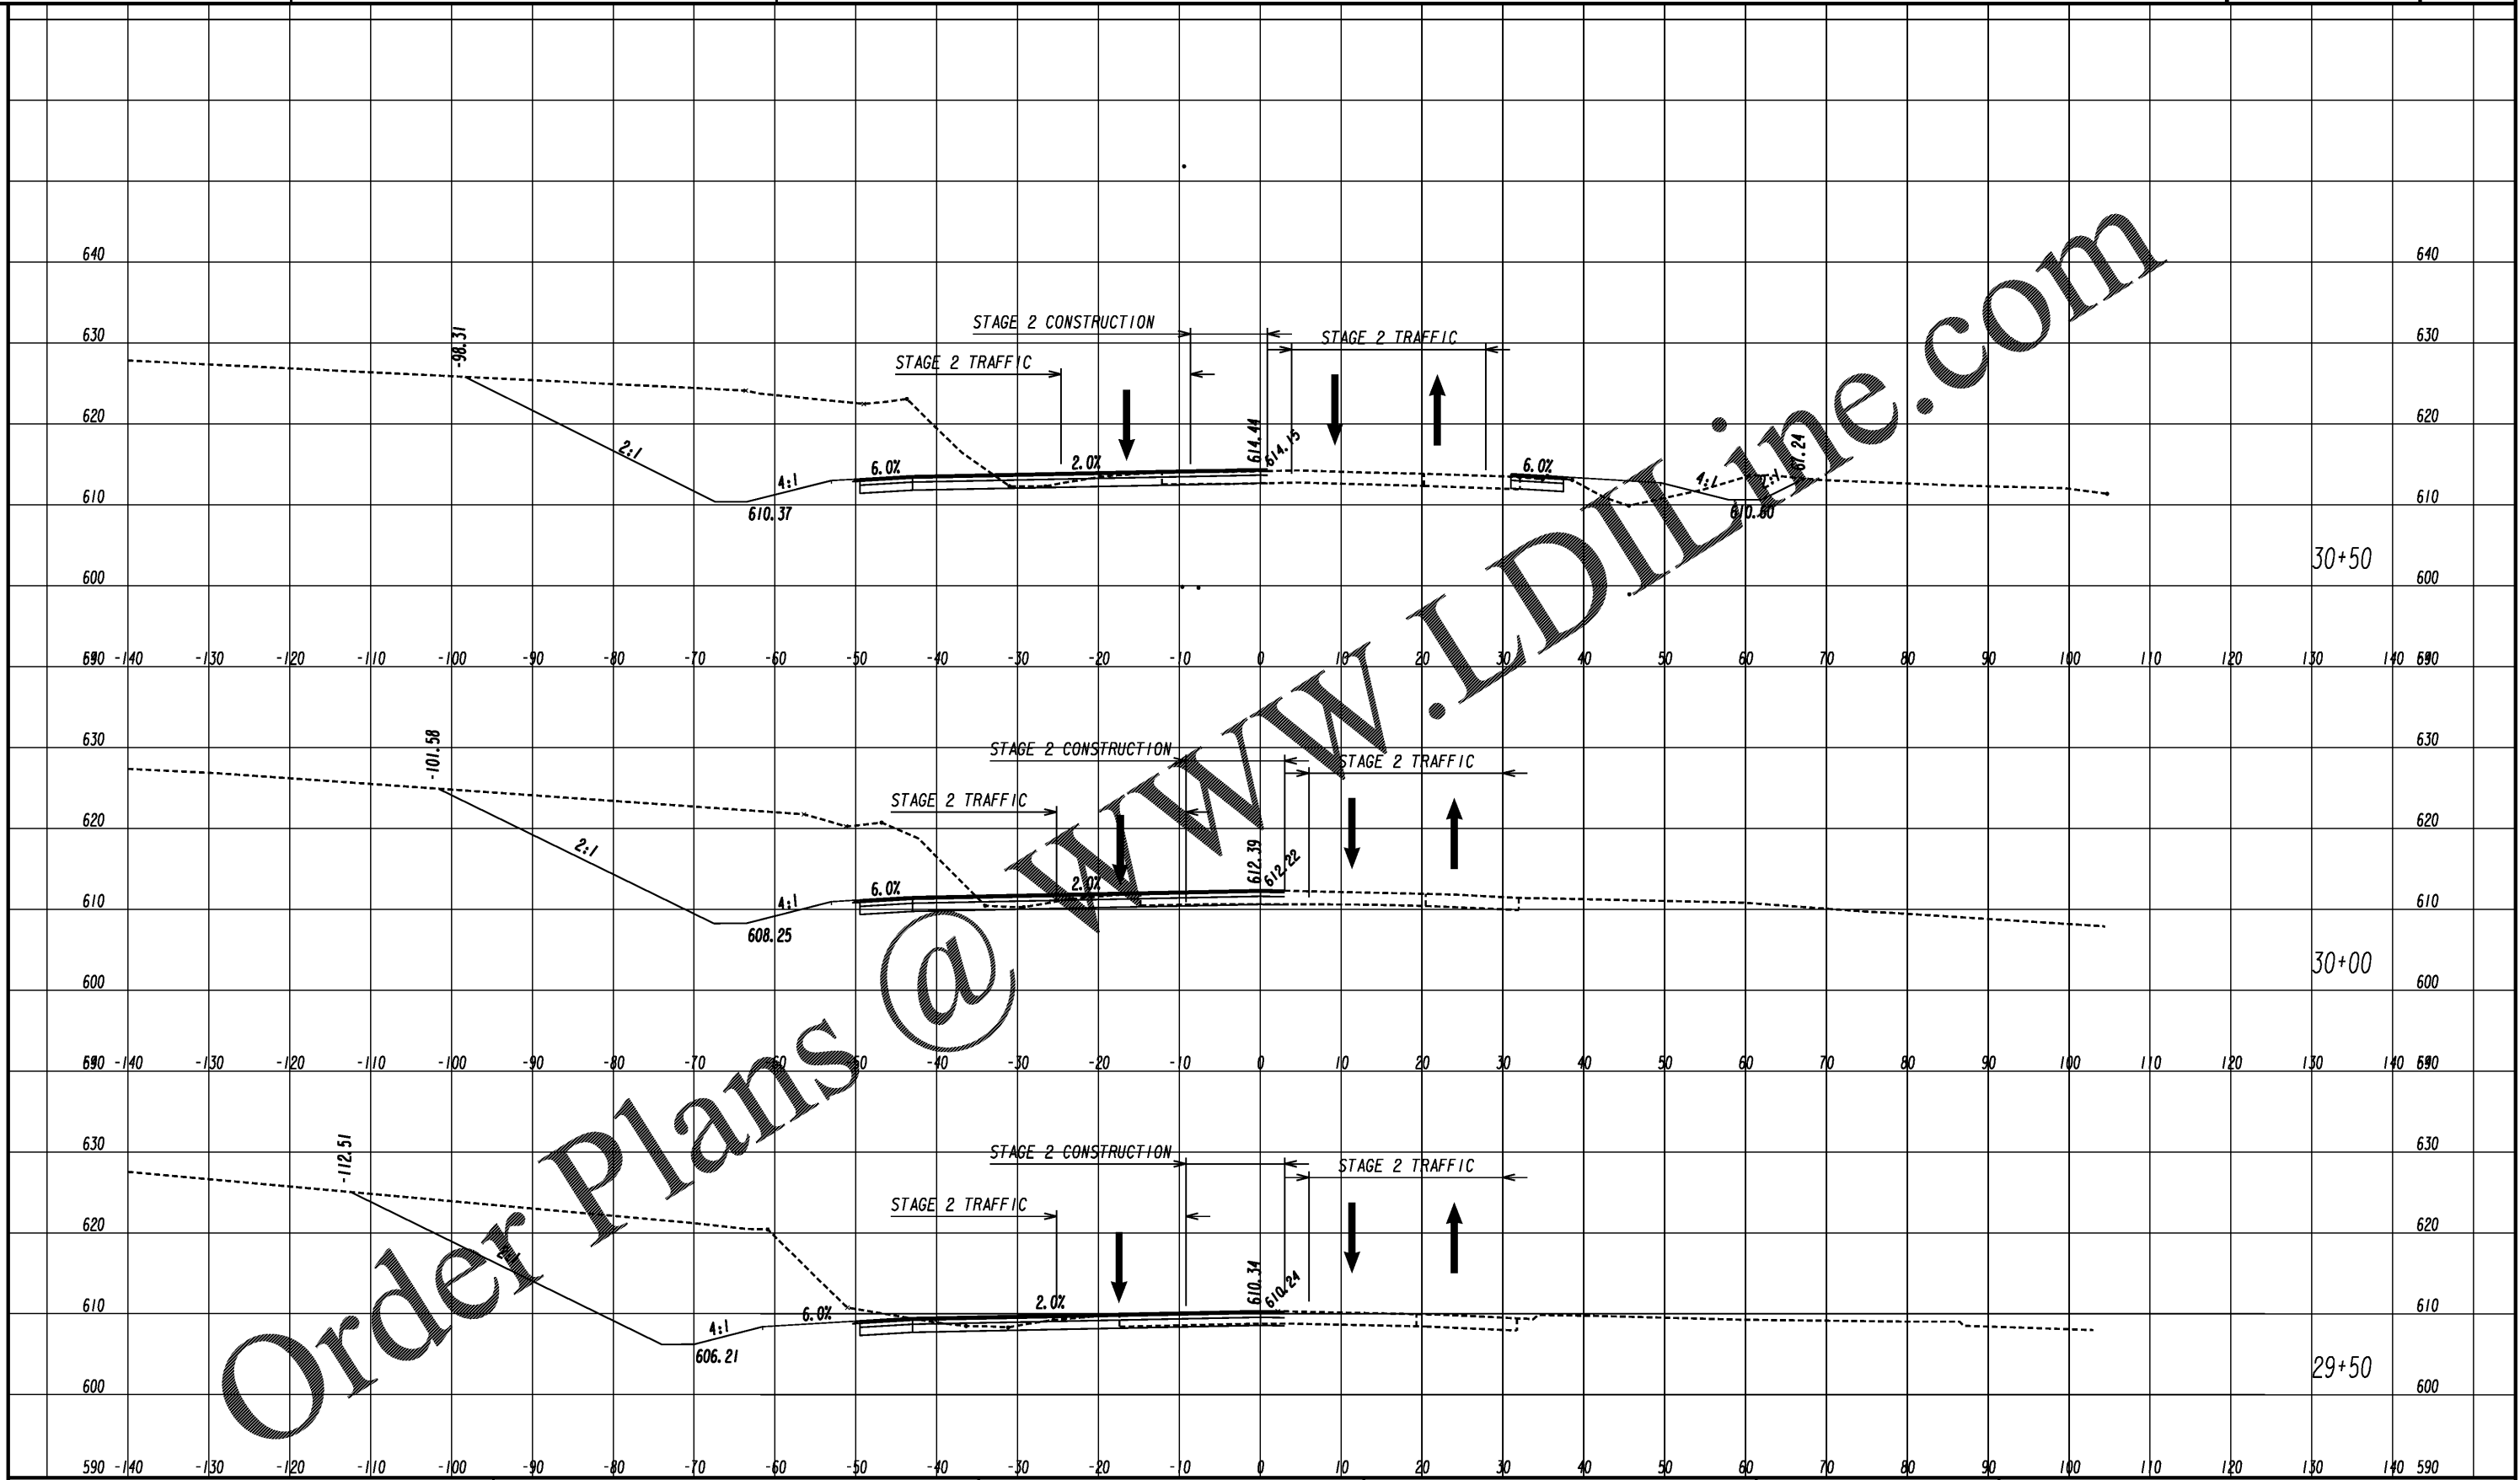 640 640
-98.31
630 STAGE 2 CONSTRUCTION STAGE 2 TRAFFIC 630
STAGE 2 TRAFFIC
620 614.44 614.15 67.24 620
2:1 4:1 6.0% 2.0% 6.0% 4:1 2:1
610 610.37 610.60 610
30+50
600 600
-140 -130 -120 -110 -100 -90 -80 -70 -60 -50 -40 -30 -20 -10 0 10 20 30 40 50 60 70 80 90 100 110 120 130 140
-101.58
630 STAGE 2 CONSTRUCTION 630
STAGE 2 TRAFFIC
STAGE 2 TRAFFIC
620 620
612.39 612.22
2:1 4:1 6.0% 2.0%
610 610
608.25
30+00
600 600
-140 -130 -120 -110 -100 -90 -80 -70 -60 -50 -40 -30 -20 -10 0 10 20 30 40 50 60 70 80 90 100 110 120 130 140
-112.51
630 STAGE 2 CONSTRUCTION 630
STAGE 2 TRAFFIC
STAGE 2 TRAFFIC
620 620
2:1 610.34 610.24
610 4:1 6.0% 2.0% 610
606.21
29+50
600 600
590 -140 -130 -120 -110 -100 -90 -80 -70 -60 -50 -40 -30 -20 -10 0 10 20 30 40 50 60 70 80 90 100 110 120 130 140 590
Order Plans @ www.LDILine.com